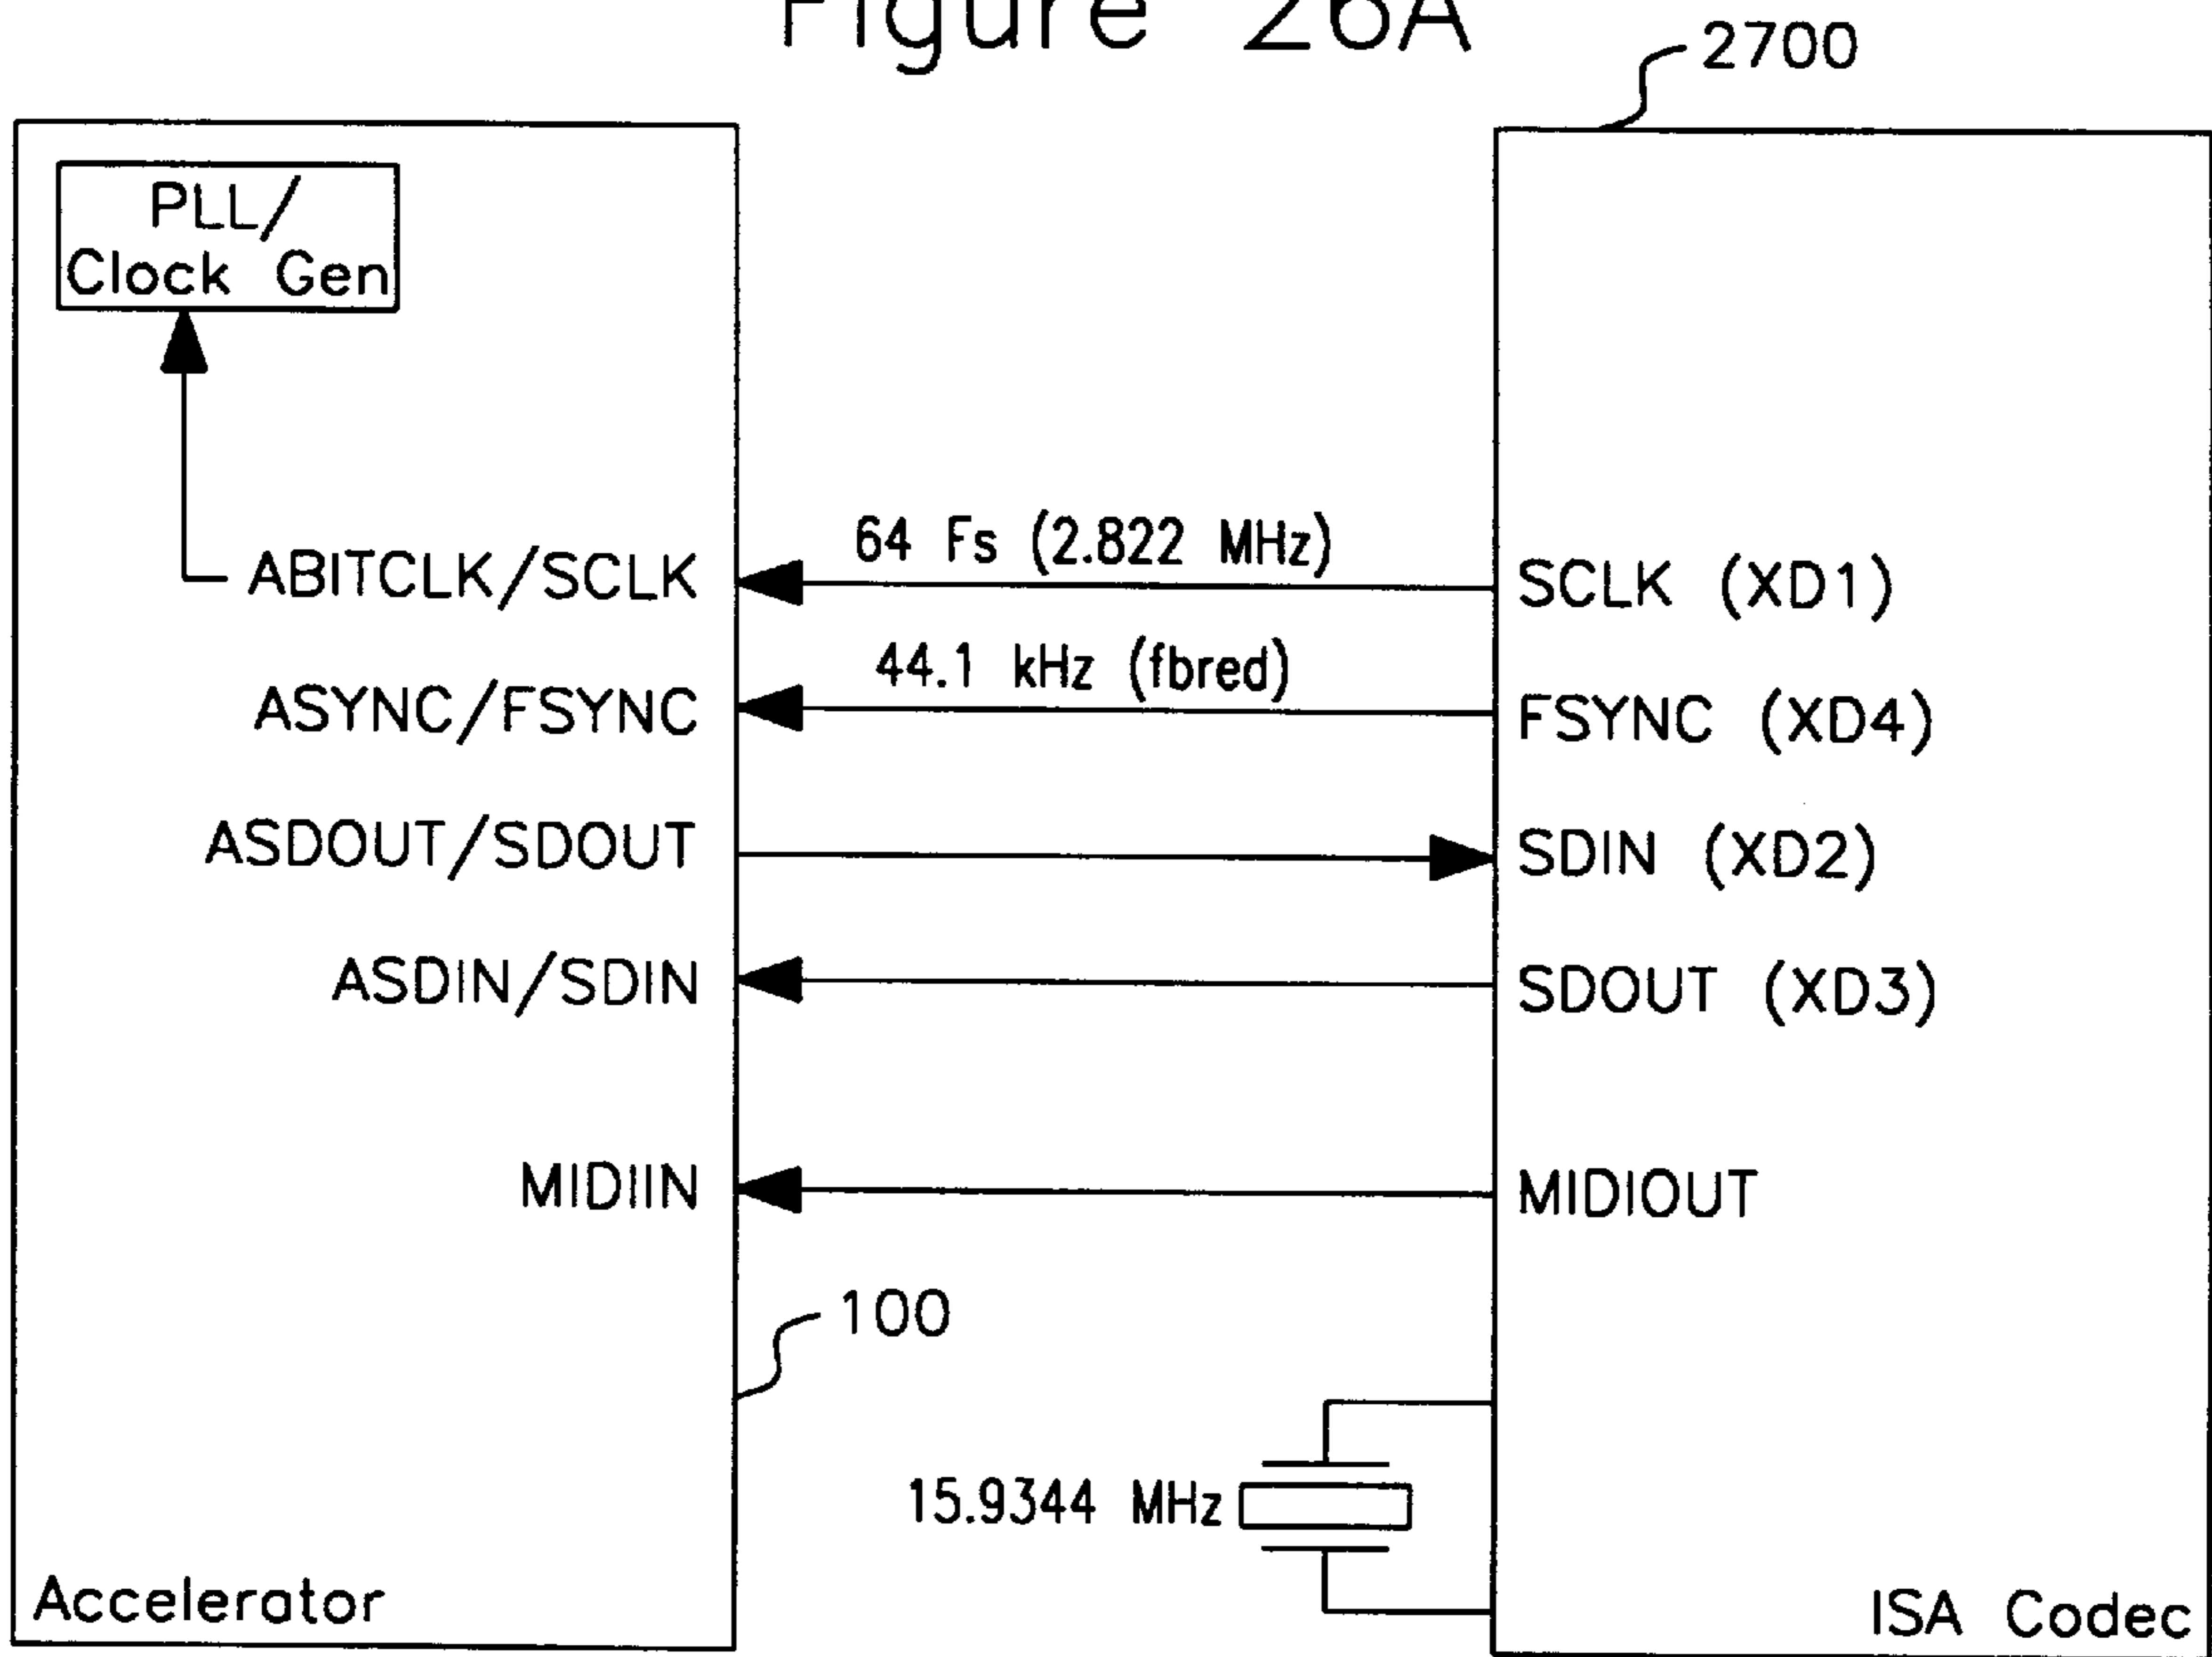 Figure 26A
2700
PLL/
Clock Gen
64 Fs (2.822 MHz)
ABITCLK/SCLK
SCLK (XD1)
44.1 kHz (fbred)
ASYNC/FSYNC
FSYNC (XD4)
ASDOUT/SDOUT
SDIN (XD2)
ASDIN/SDIN
SDOUT (XD3)
MIDIIN
MIDIOUT
100
15.9344 MHz
Accelerator
ISA Codec